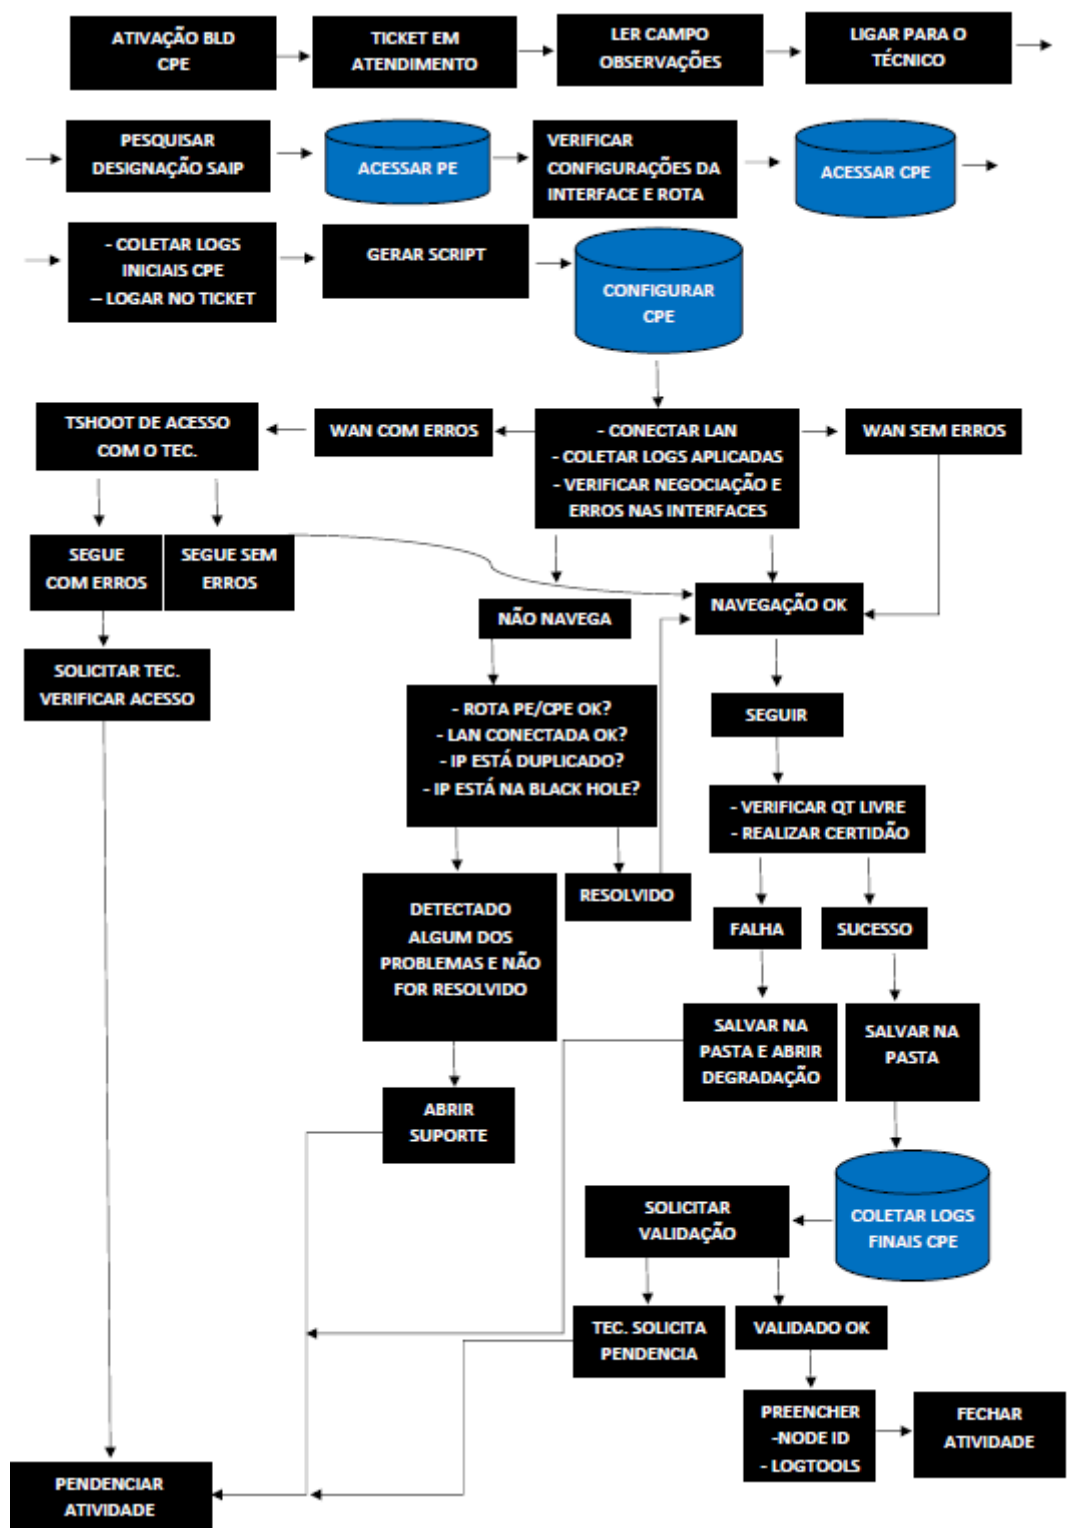 ATIVAÇÃO BLD
CPE
TICKET EM
ATENDIMENTO
LER CAMPO
OBSERVAÇÕES
LIGAR PARA O
TÉCNICO
PESQUISAR
DESIGNAÇÃO SAIP
ACESSAR PE
VERIFICAR
CONFIGURAÇÕES DA
INTERFACE E ROTA
ACESSAR CPE
- COLETAR LOGS
INICIAIS CPE
– LOGAR NO TICKET
GERAR SCRIPT
CONFIGURAR
CPE
TSHOOT DE ACESSO
COM O TEC.
WAN COM ERROS
- CONECTAR LAN
- COLETAR LOGS APLICADAS
- VERIFICAR NEGOCIAÇÃO E
ERROS NAS INTERFACES
WAN SEM ERROS
SEGUE
COM ERROS
SEGUE SEM
ERROS
NÃO NAVEGA
NAVEGAÇÃO OK
SOLICITAR TEC.
VERIFICAR ACESSO
- ROTA PE/CPE OK?
- LAN CONECTADA OK?
- IP ESTÁ DUPLICADO?
- IP ESTÁ NA BLACK HOLE?
SEGUIR
- VERIFICAR QT LIVRE
- REALIZAR CERTIDÃO
DETECTADO
ALGUM DOS
PROBLEMAS E NÃO
FOR RESOLVIDO
RESOLVIDO
FALHA
SUCESSO
SALVAR NA
PASTA E ABRIR
DEGRADAÇÃO
SALVAR NA
PASTA
ABRIR
SUPORTE
SOLICITAR
VALIDAÇÃO
COLETAR LOGS
FINAIS CPE
TEC. SOLICITA
PENDENCIA
VALIDADO OK
PREENCHER
-NODE ID
- LOGTOOLS
FECHAR
ATIVIDADE
PENDENCIAR
ATIVIDADE